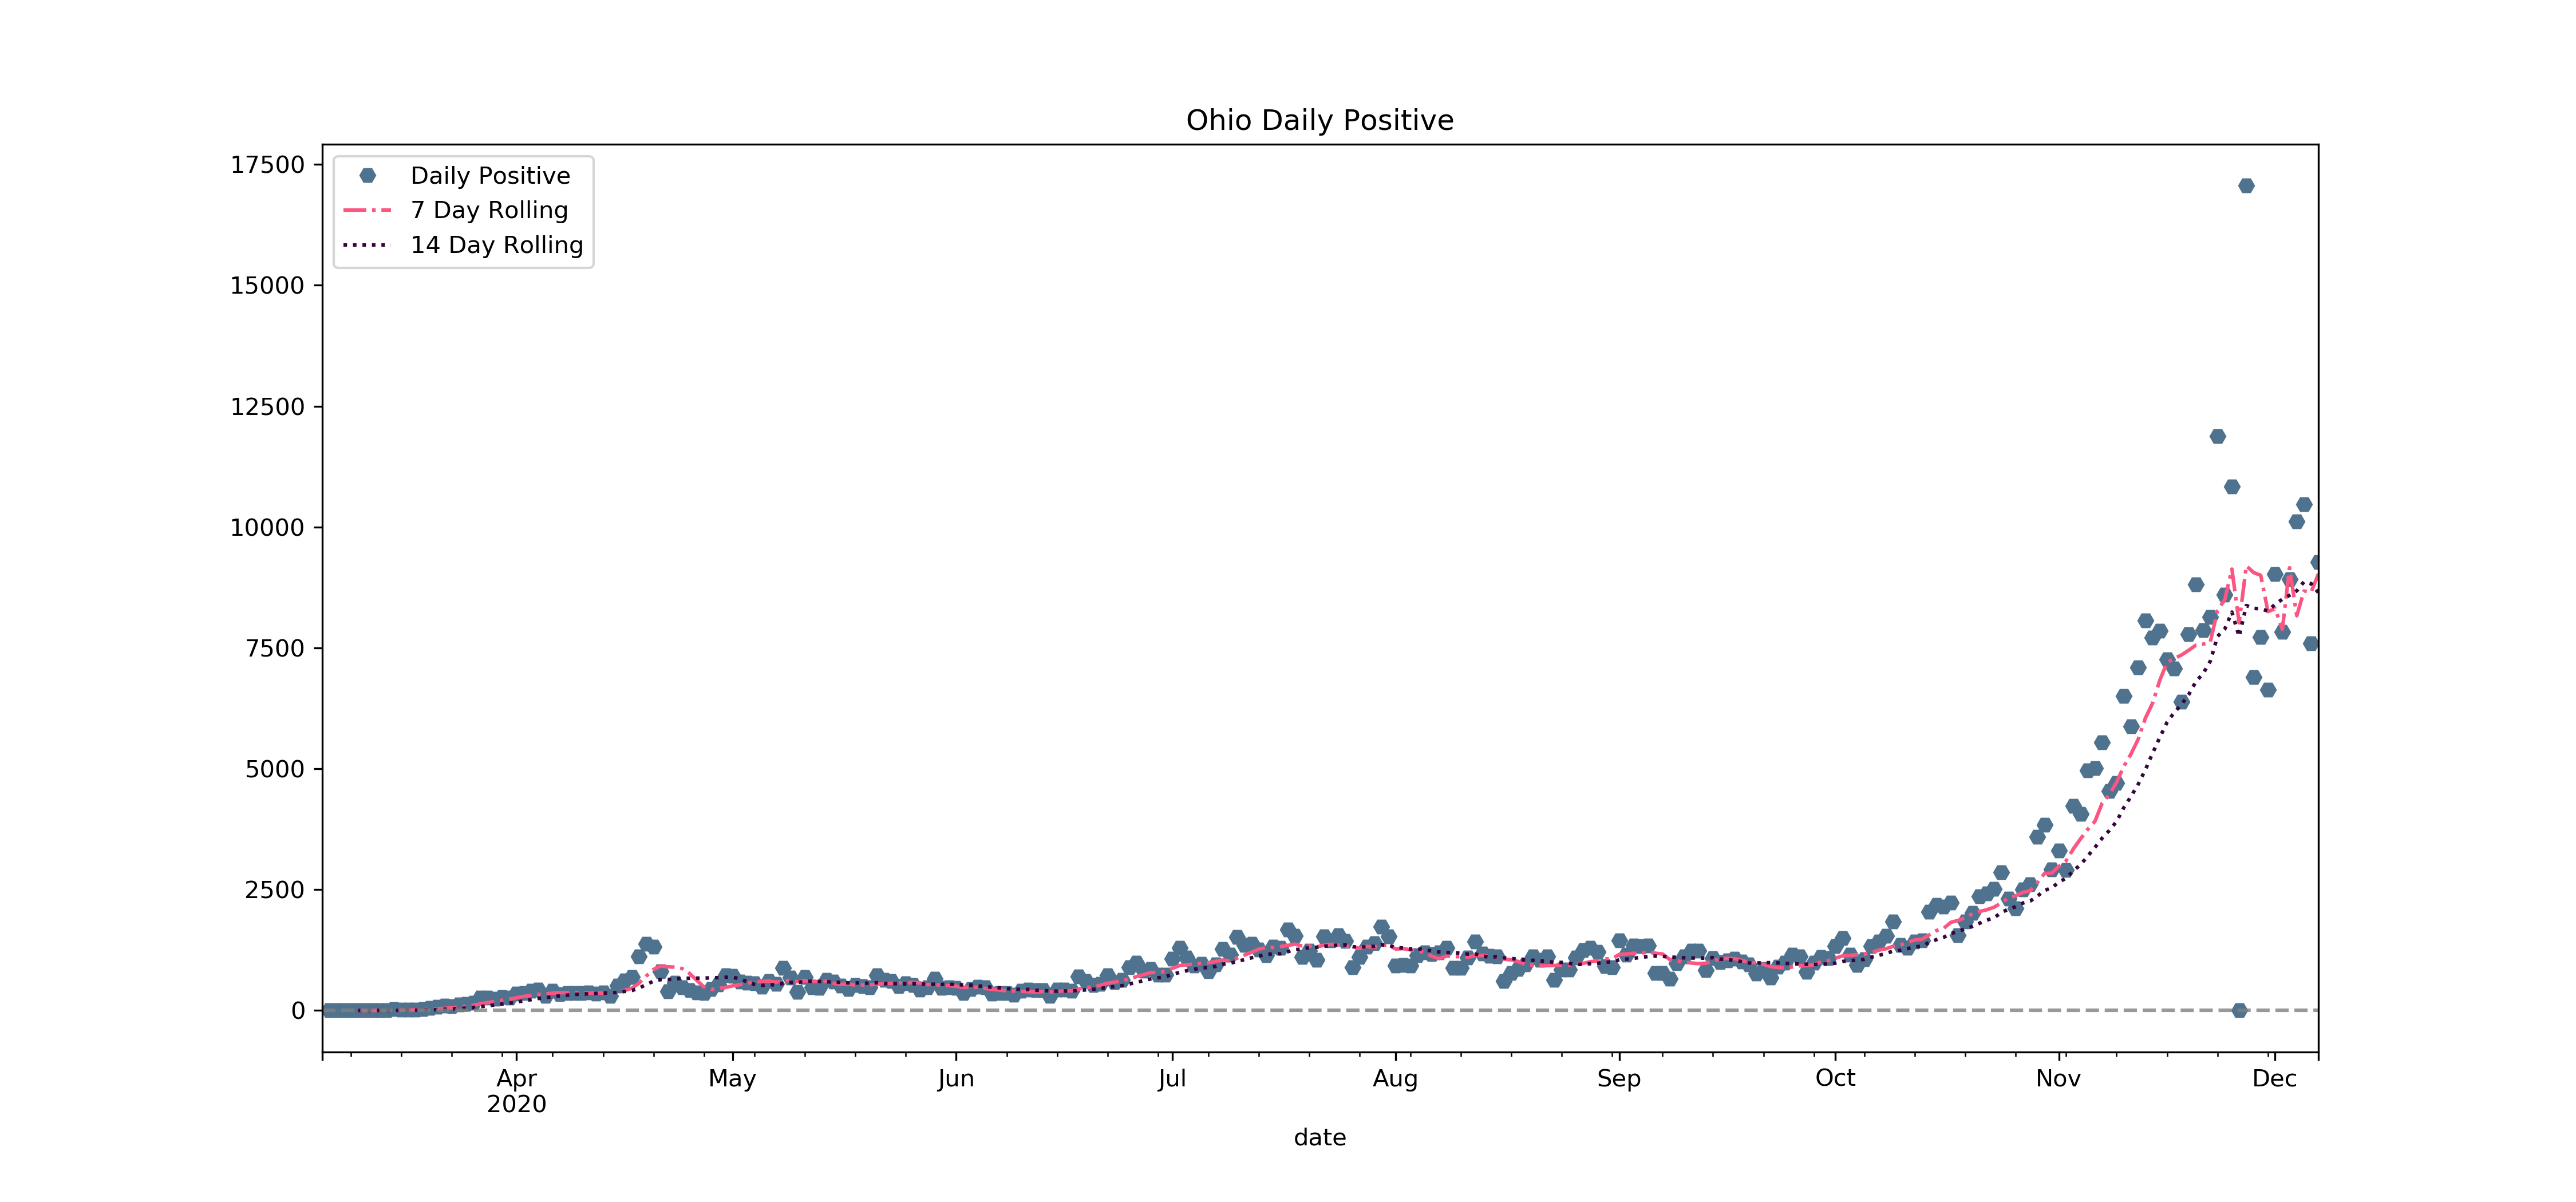 Ohio Daily Positive
17500
15000
12500
10000
7500
5000
2500
0
Daily Positive
7 Day Rolling
14 Day Rolling
Apr May Jun Jul Aug Sep Oct Nov Dec
2020
date